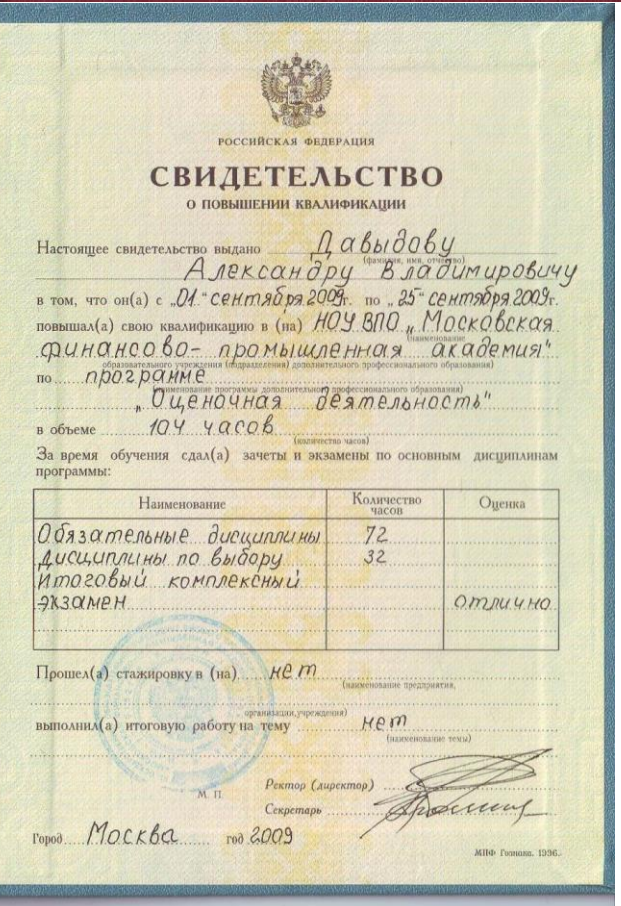 РОССИЙСКАЯ ФЕДЕРАЦИЯ
СВИДЕТЕЛЬСТВО
О ПОВЫШЕНИИ КВАЛИФИКАЦИИ
Настоящее свидетельство выдано Давыдову
(фамилия, имя, отчество)
Александру Владимировичу
в том, что он(а) с „01“ сентября 2009г. по „25“ сентября 2009г.
повышал(а) свою квалификацию в (на) НОУ ВПО „Московская
(наименование
финансово- промышленная академия"
образовательного учреждения (подразделения) дополнительного профессионального образования)
по программе
(наименование программы дополнительного профессионального образования)
„Оценочная деятельность"
в объеме 104 часов
(количество часов)
За время обучения сдал(а) зачеты и экзамены по основным дисциплинам
программы:
Наименование Количество часов Оценка
Обязательные дисциплины 72
Дисциплины по выбору 32
Итоговый комплексный
экзамен отлично
Прошел(а) стажировку в (на) нет
(наименование предприятия,
организации, учреждения)
выполнил(а) итоговую работу на тему нет
(наименование темы)
М. П.
Ректор (директор)
Секретарь
Город Москва год 2009
МПФ Гознака. 1996.